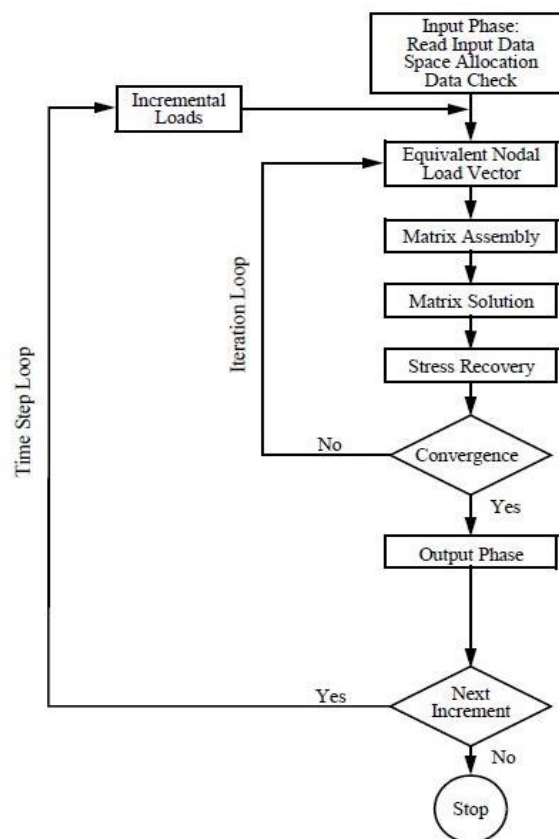 Input Phase:
Read Input Data
Space Allocation
Data Check
Incremental
Loads
Equivalent Nodal
Load Vector
Matrix Assembly
Matrix Solution
Stress Recovery
Iteration Loop
Time Step Loop
No
Convergence
Yes
Output Phase
Yes
Next
Increment
No
Stop